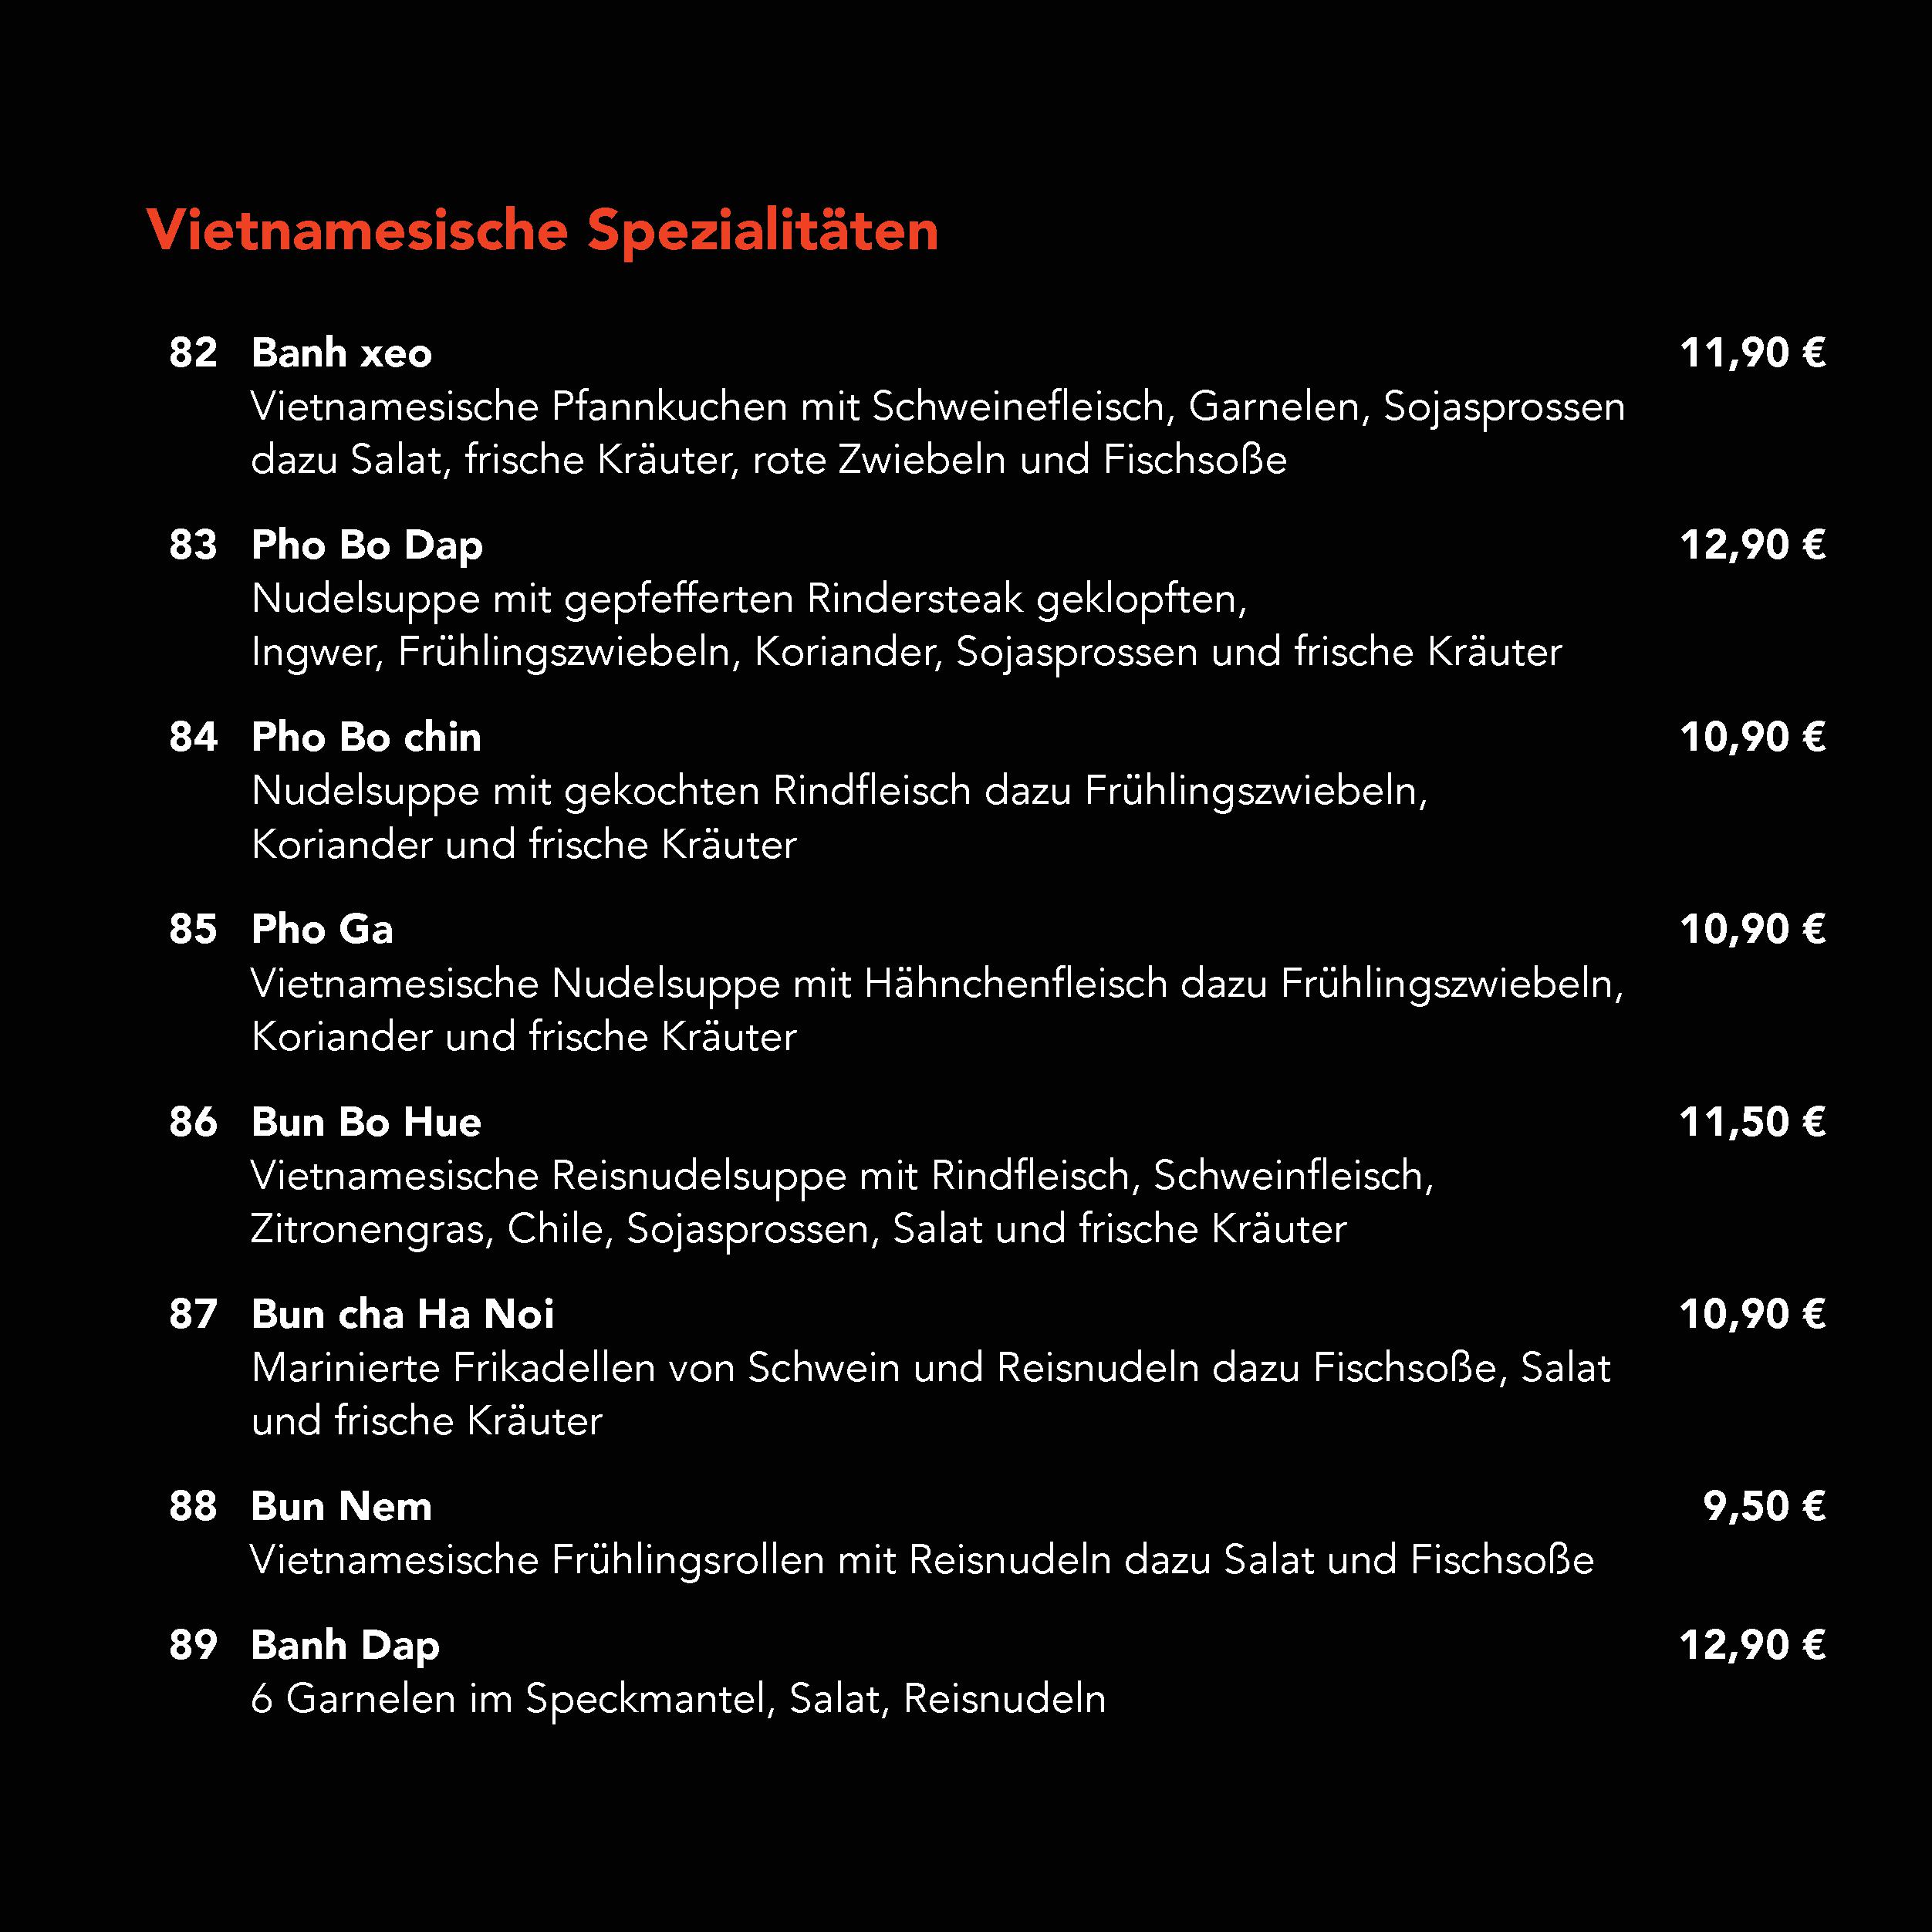 Vietnamesische Spezialitäten
82 Banh xeo 11,90 €
Vietnamesische Pfannkuchen mit Schweinefleisch, Garnelen, Sojasprossen
dazu Salat, frische Kräuter, rote Zwiebeln und Fischsoße
83 Pho Bo Dap 12,90 €
Nudelsuppe mit gepfefferten Rindersteak geklopften,
Ingwer, Frühlingszwiebeln, Koriander, Sojasprossen und frische Kräuter
84 Pho Bo chin 10,90 €
Nudelsuppe mit gekochten Rindfleisch dazu Frühlingszwiebeln,
Koriander und frische Kräuter
85 Pho Ga 10,90 €
Vietnamesische Nudelsuppe mit Hähnchenfleisch dazu Frühlingszwiebeln,
Koriander und frische Kräuter
86 Bun Bo Hue 11,50 €
Vietnamesische Reisnudelsuppe mit Rindfleisch, Schweinfleisch,
Zitronengras, Chile, Sojasprossen, Salat und frische Kräuter
87 Bun cha Ha Noi 10,90 €
Marinierte Frikadellen von Schwein und Reisnudeln dazu Fischsoße, Salat
und frische Kräuter
88 Bun Nem 9,50 €
Vietnamesische Frühlingsrollen mit Reisnudeln dazu Salat und Fischsoße
89 Banh Dap 12,90 €
6 Garnelen im Speckmantel, Salat, Reisnudeln